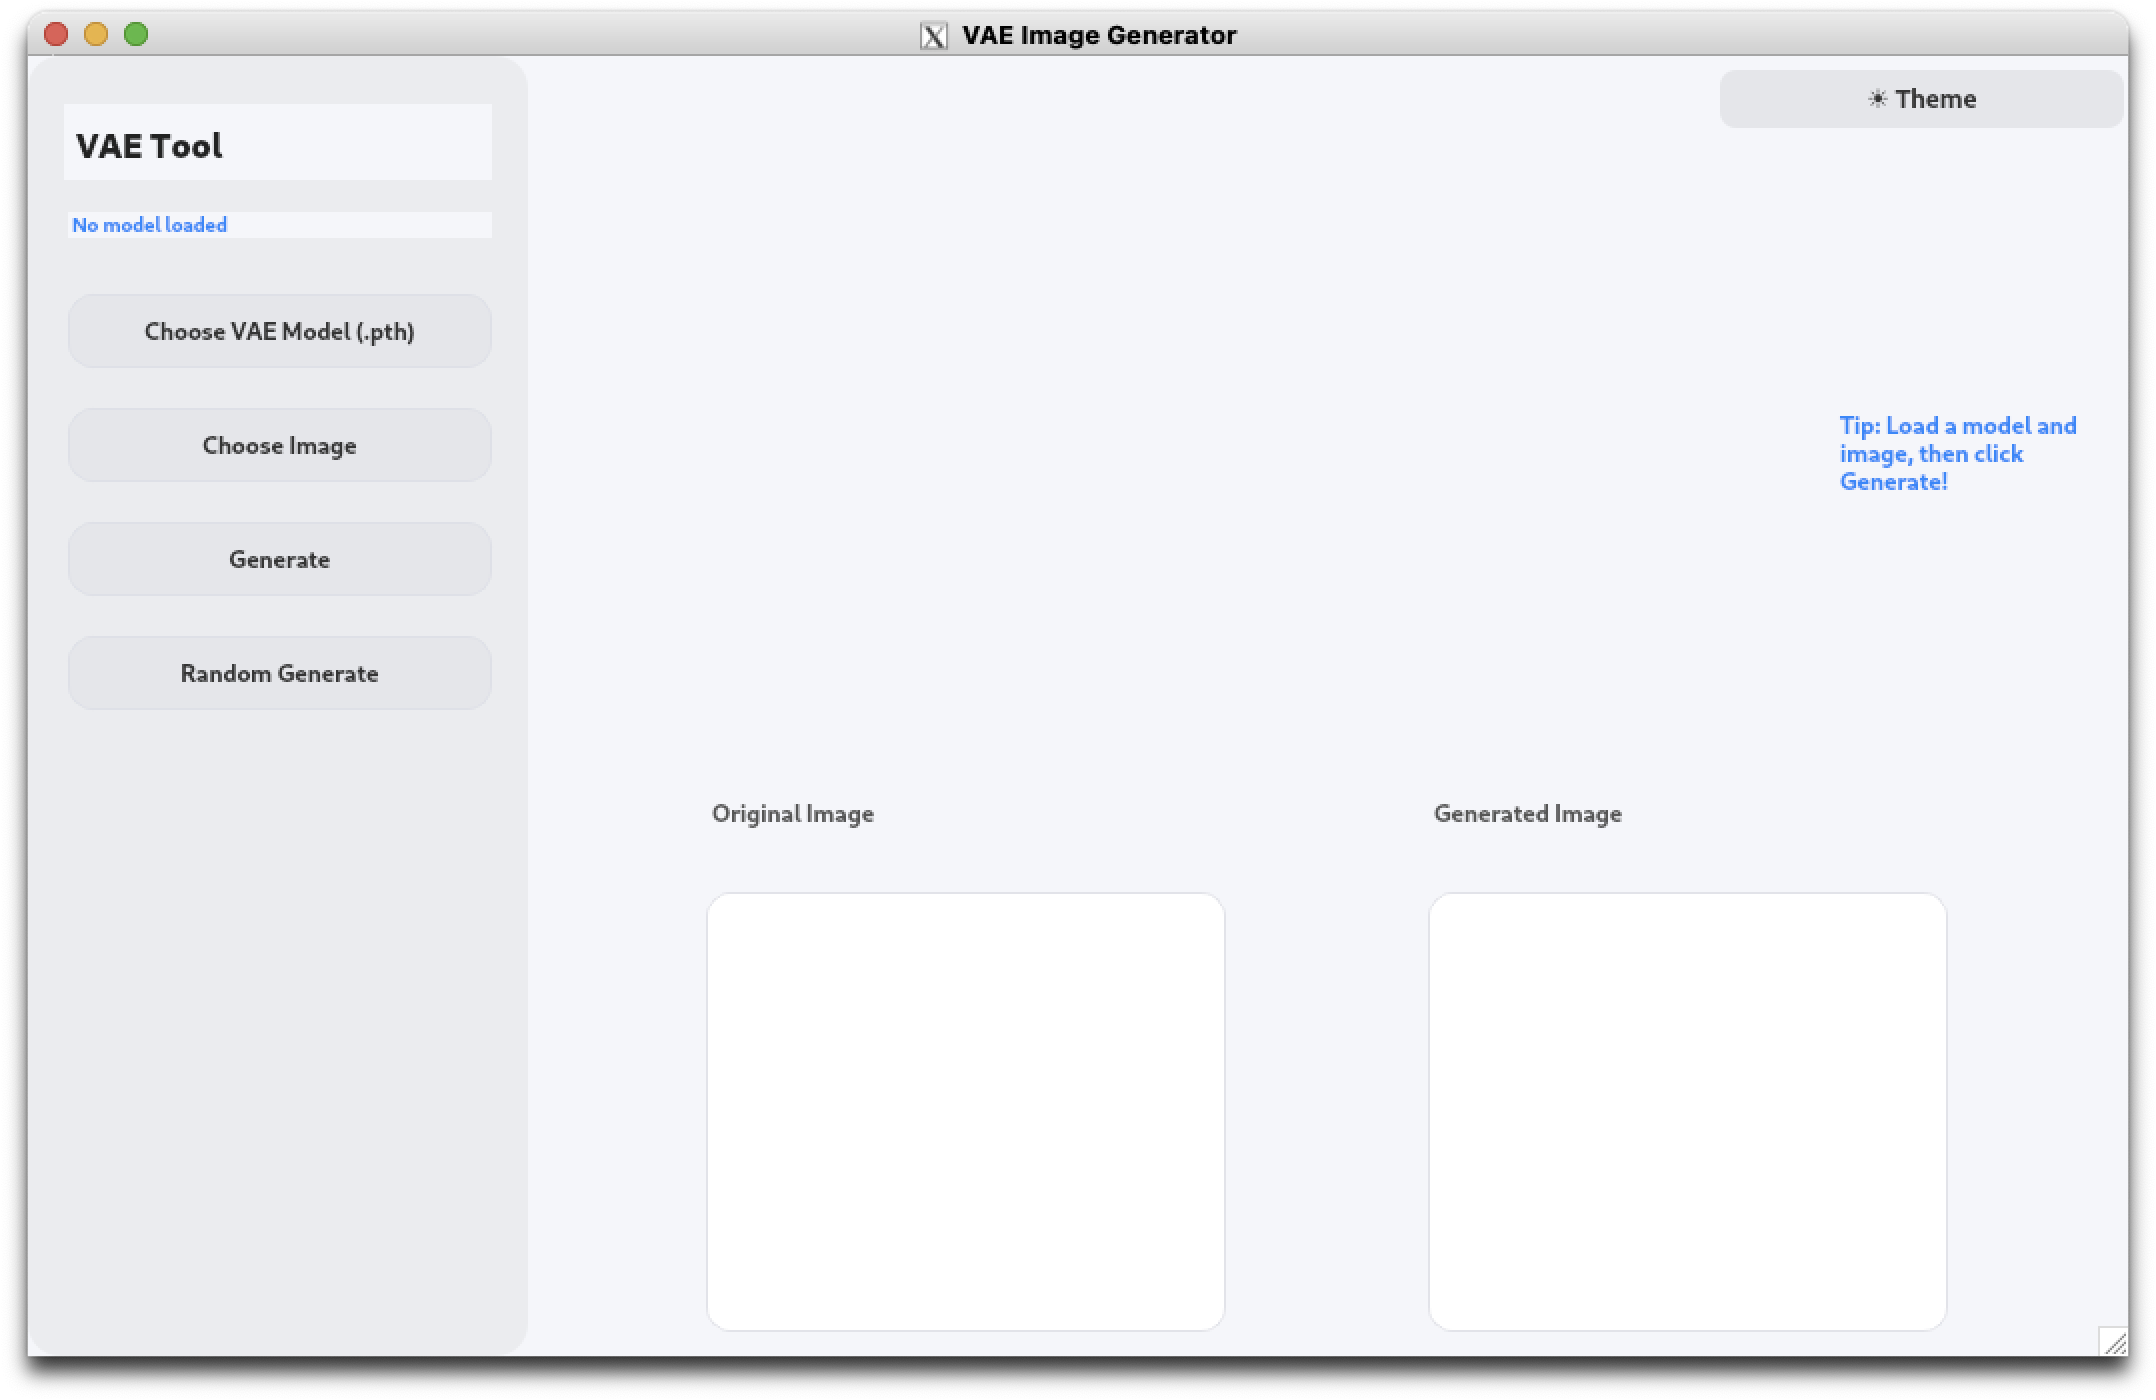 VAE Image Generator
☀ Theme
VAE Tool
No model loaded
Choose VAE Model (.pth)
Choose Image
Generate
Random Generate
Tip: Load a model and
image, then click
Generate!
Original Image
Generated Image